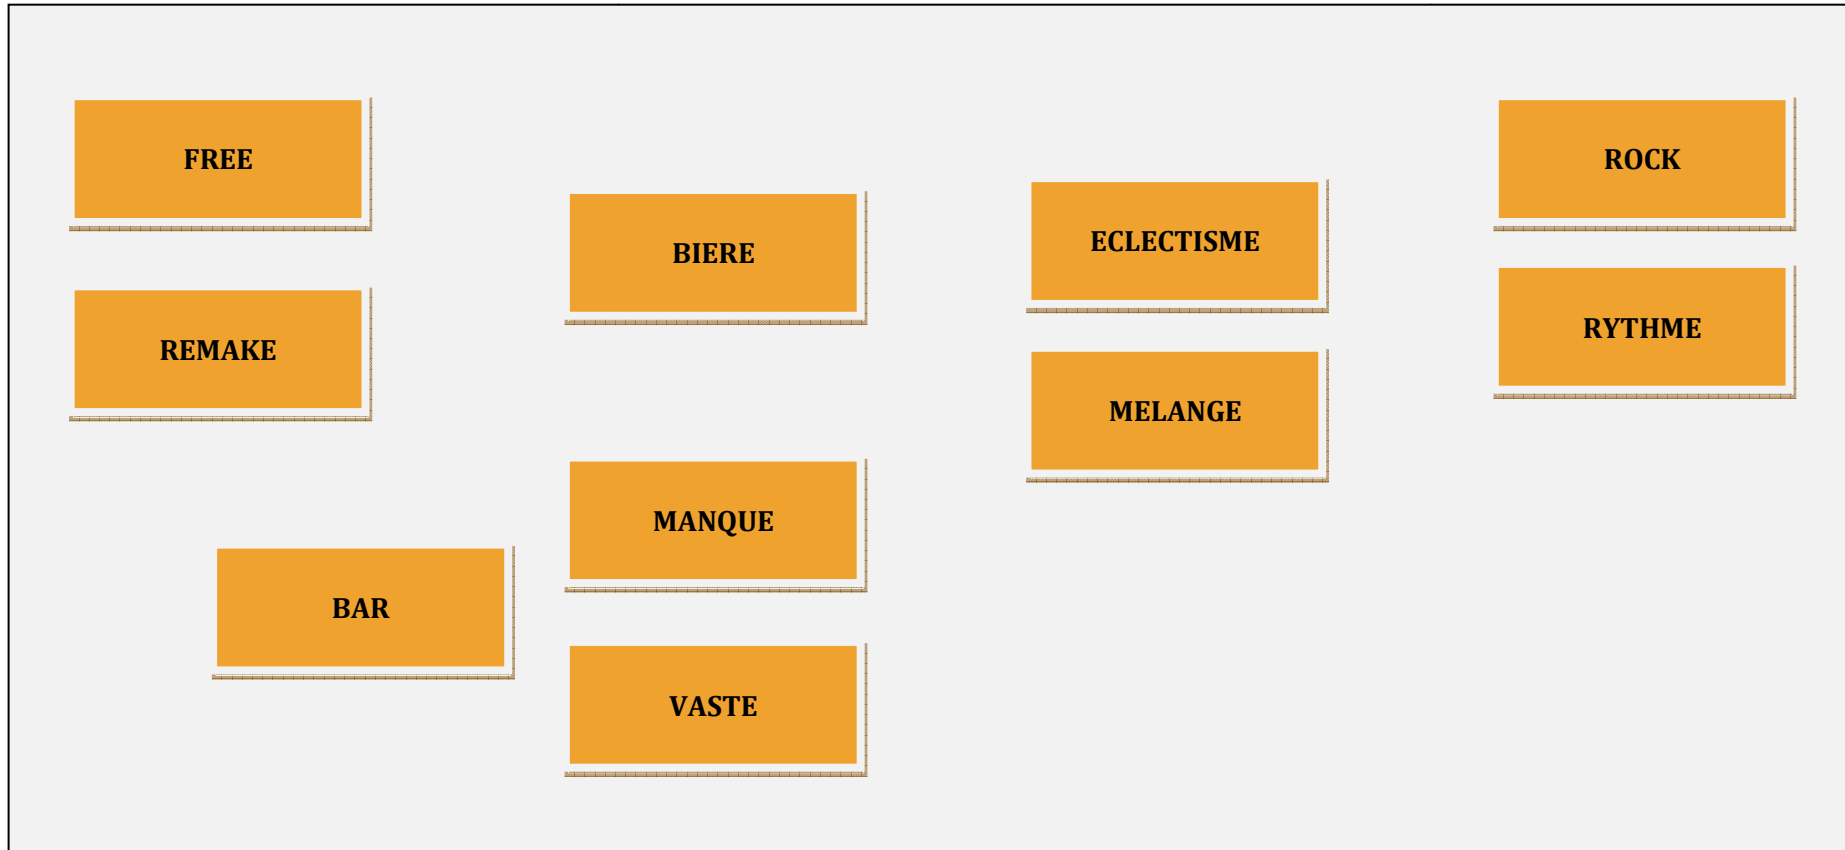 FREE
REMAKE
BAR
BIERE
MANQUE
VASTE
ECLECTISME
MELANGE
ROCK
RYTHME